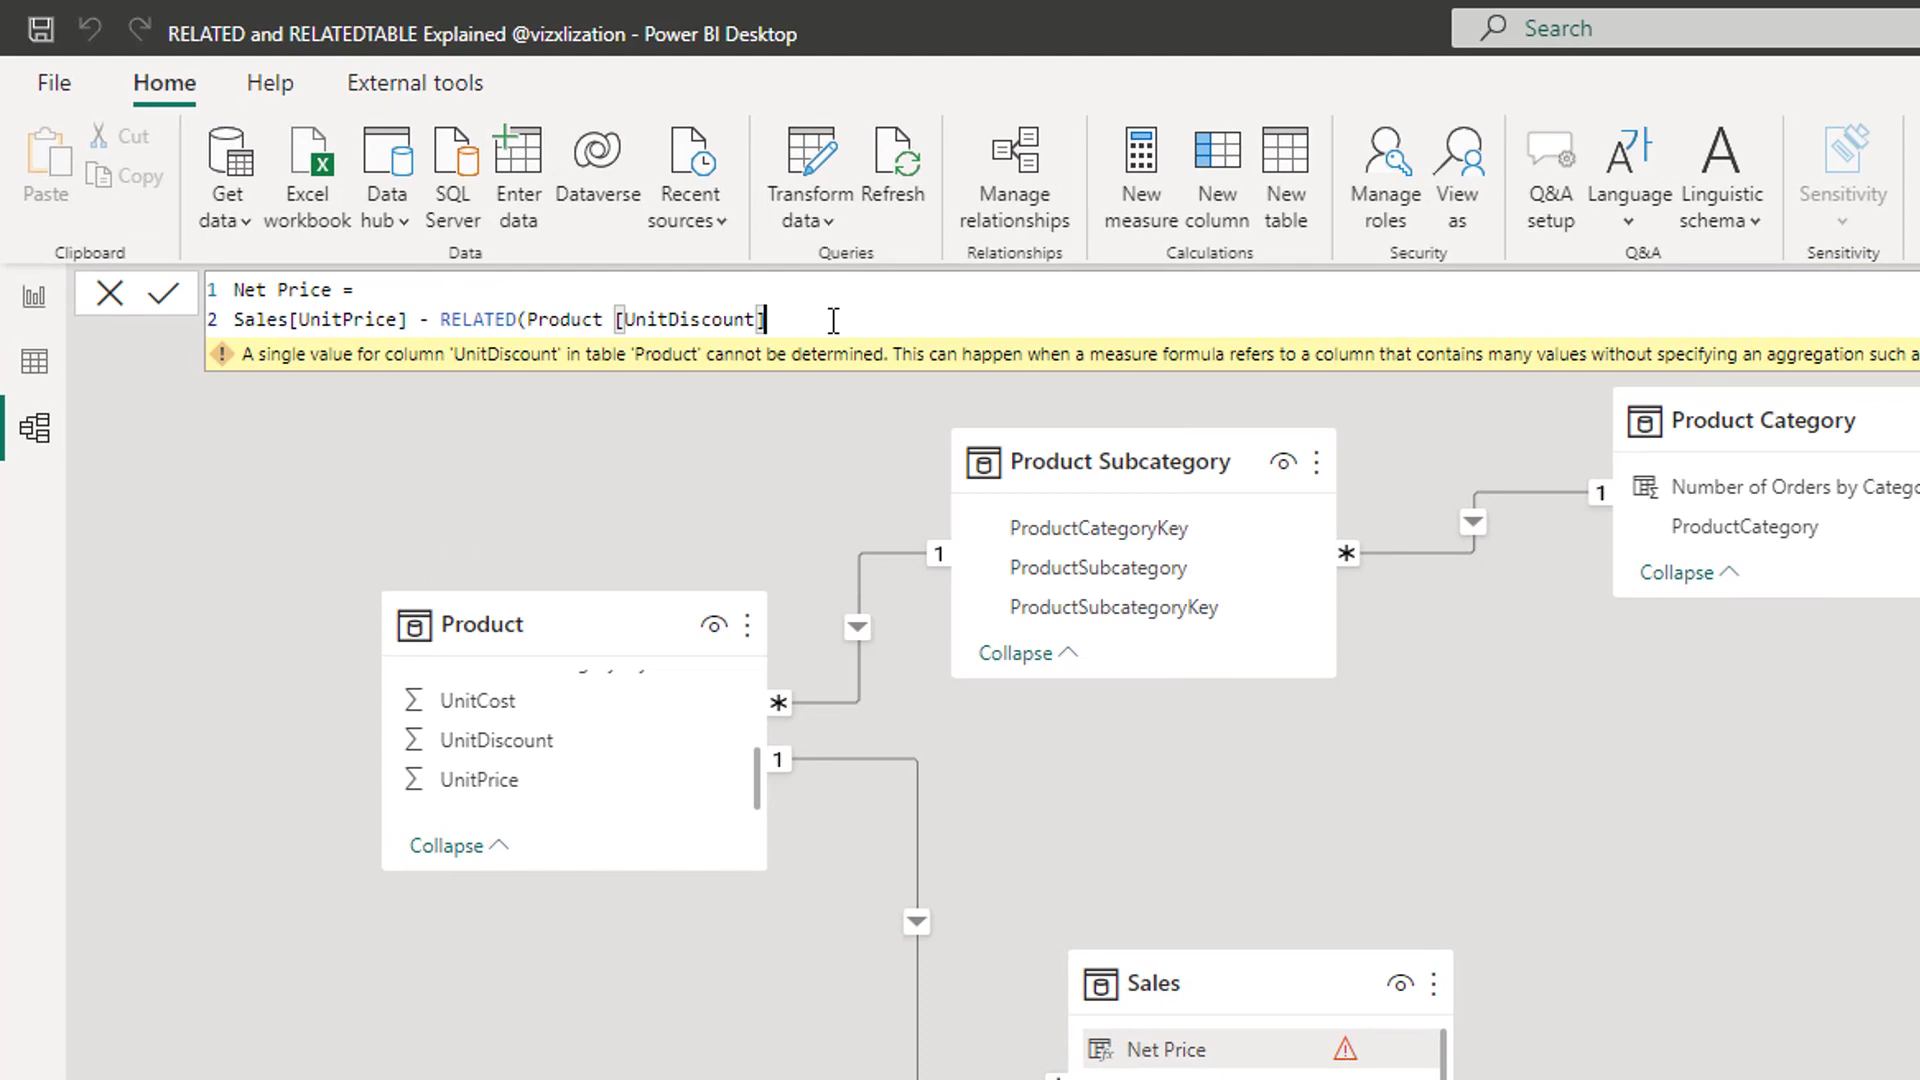 RELATED and RELATEDTABLE Explained @vizxlization - Power BI Desktop
Search
File
Home
Help
External tools
Paste
Cut
Copy
Get data
Excel workbook
Data hub
SQL Server
Enter data
Dataverse
Recent sources
Transform data
Refresh
Manage relationships
New measure
New column
New table
Manage roles
View as
Q&A setup
Language
Linguistic schema
Sensitivity
Clipboard
Data
Queries
Relationships
Calculations
Security
Q&A
Sensitivity
1 Net Price =
2 Sales[UnitPrice] - RELATED(Product [UnitDiscount]
A single value for column 'UnitDiscount' in table 'Product' cannot be determined. This can happen when a measure formula refers to a column that contains many values without specifying an aggregation such a
Product Category
Number of Orders by Catego
ProductCategory
Collapse
1
Product Subcategory
ProductCategoryKey
ProductSubcategory
ProductSubcategoryKey
Collapse
1
*
Product
UnitCost
UnitDiscount
UnitPrice
Collapse
*
1
Sales
Net Price